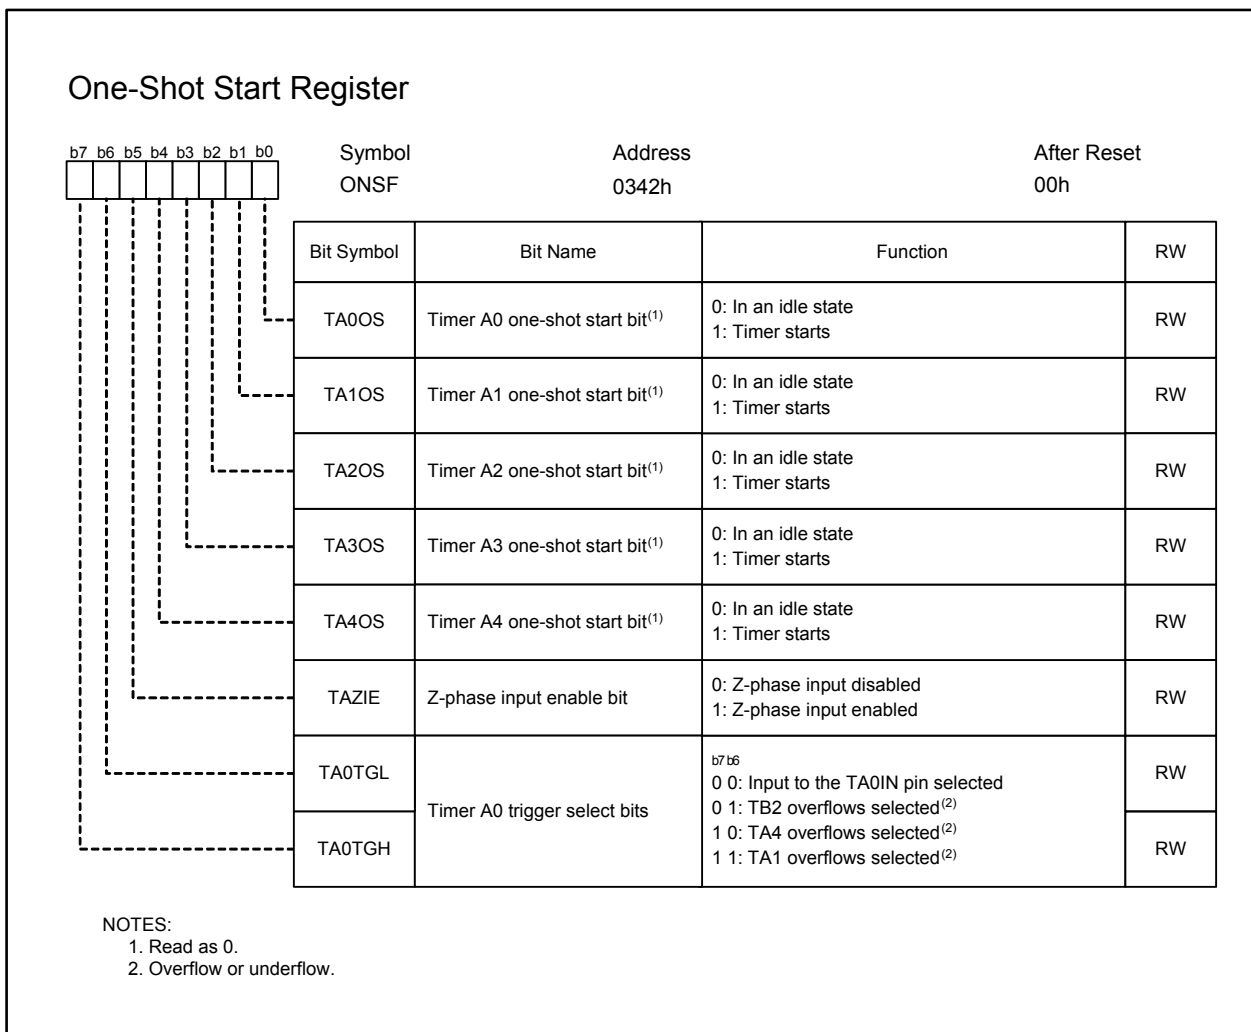 One-Shot Start Register
b7 b6 b5 b4 b3 b2 b1 b0
Symbol Address After Reset
ONSF 0342h 00h
Bit Symbol Bit Name Function RW
TA0OS Timer A0 one-shot start bit(1) 0: In an idle state
1: Timer starts RW
TA1OS Timer A1 one-shot start bit(1) 0: In an idle state
1: Timer starts RW
TA2OS Timer A2 one-shot start bit(1) 0: In an idle state
1: Timer starts RW
TA3OS Timer A3 one-shot start bit(1) 0: In an idle state
1: Timer starts RW
TA4OS Timer A4 one-shot start bit(1) 0: In an idle state
1: Timer starts RW
TAZIE Z-phase input enable bit 0: Z-phase input disabled
1: Z-phase input enabled RW
TA0TGL Timer A0 trigger select bits b7 b6
0 0: Input to the TA0IN pin selected RW
0 1: TB2 overflows selected(2)
1 0: TA4 overflows selected(2)
TA0TGH 1 1: TA1 overflows selected(2) RW
NOTES:
1. Read as 0.
2. Overflow or underflow.